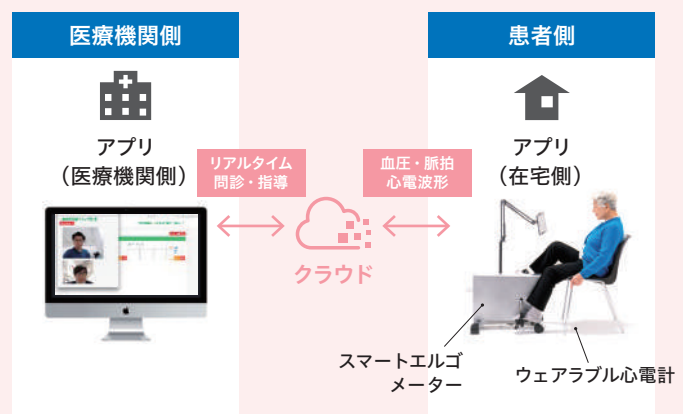 医療機関側
患者側
アプリ
（医療機関側）
リアルタイム
問診・指導
血圧・脈拍
心電波形
アプリ
（在宅側）
クラウド
スマートエルゴ
メーター
ウェアラブル心電計